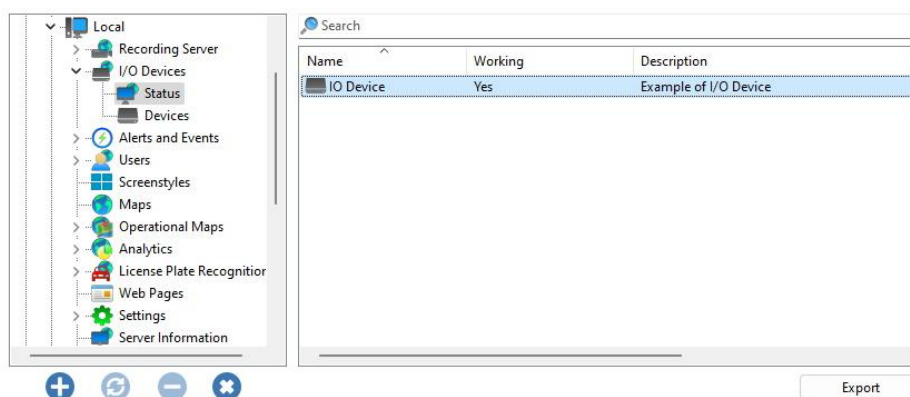 Local
Recording Server
I/O Devices
Status
Devices
Alerts and Events
Users
Screenstyles
Maps
Operational Maps
Analytics
License Plate Recognition
Web Pages
Settings
Server Information
Search
Name Working Description
IO Device Yes Example of I/O Device
Export